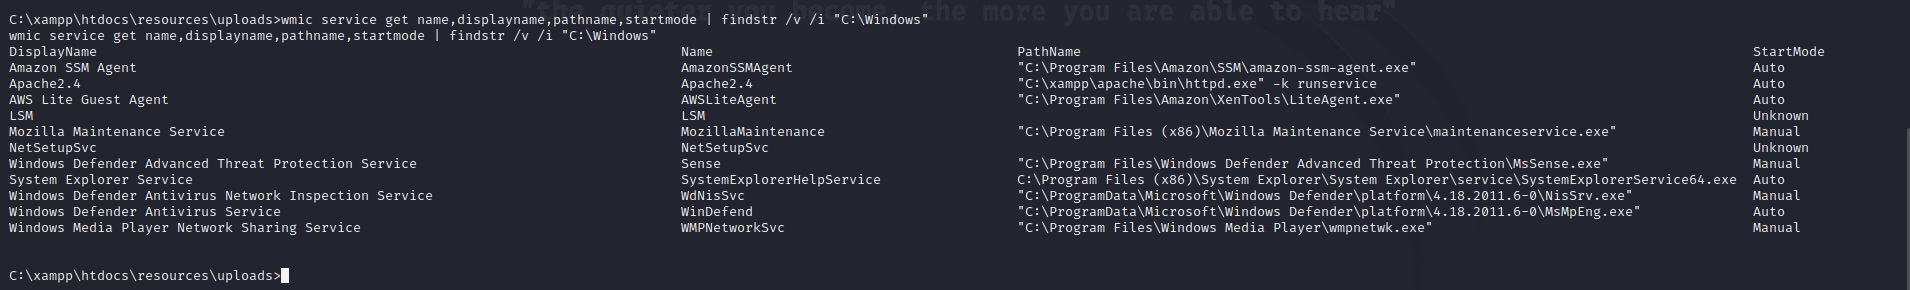 "the quieter you become, the more you are able to hear"
C:\xampp\htdocs\resources\uploads>wmic service get name,displayname,pathname,startmode | findstr /v /i "C:\Windows"
wmic service get name,displayname,pathname,startmode | findstr /v /i "C:\Windows"
DisplayName Name PathName StartMode
Amazon SSM Agent AmazonSSMAgent "C:\Program Files\Amazon\SSM\amazon-ssm-agent.exe" Auto
Apache2.4 Apache2.4 "C:\xampp\apache\bin\httpd.exe" -k runservice Auto
AWS Lite Guest Agent AWSLiteAgent "C:\Program Files\Amazon\XenTools\LiteAgent.exe" Auto
LSM LSM Unknown
Mozilla Maintenance Service MozillaMaintenance "C:\Program Files (x86)\Mozilla Maintenance Service\maintenanceservice.exe" Manual
NetSetupSvc NetSetupSvc Unknown
Windows Defender Advanced Threat Protection Service Sense "C:\Program Files\Windows Defender Advanced Threat Protection\MsSense.exe" Manual
System Explorer Service SystemExplorerHelpService C:\Program Files (x86)\System Explorer\System Explorer\service\SystemExplorerService64.exe Auto
Windows Defender Antivirus Network Inspection Service WdNisSvc "C:\ProgramData\Microsoft\Windows Defender\platform\4.18.2011.6-0\NisSrv.exe" Manual
Windows Defender Antivirus Service WinDefend "C:\ProgramData\Microsoft\Windows Defender\platform\4.18.2011.6-0\MsMpEng.exe" Auto
Windows Media Player Network Sharing Service WMPNetworkSvc "C:\Program Files\Windows Media Player\wmpnetwk.exe" Manual
C:\xampp\htdocs\resources\uploads>